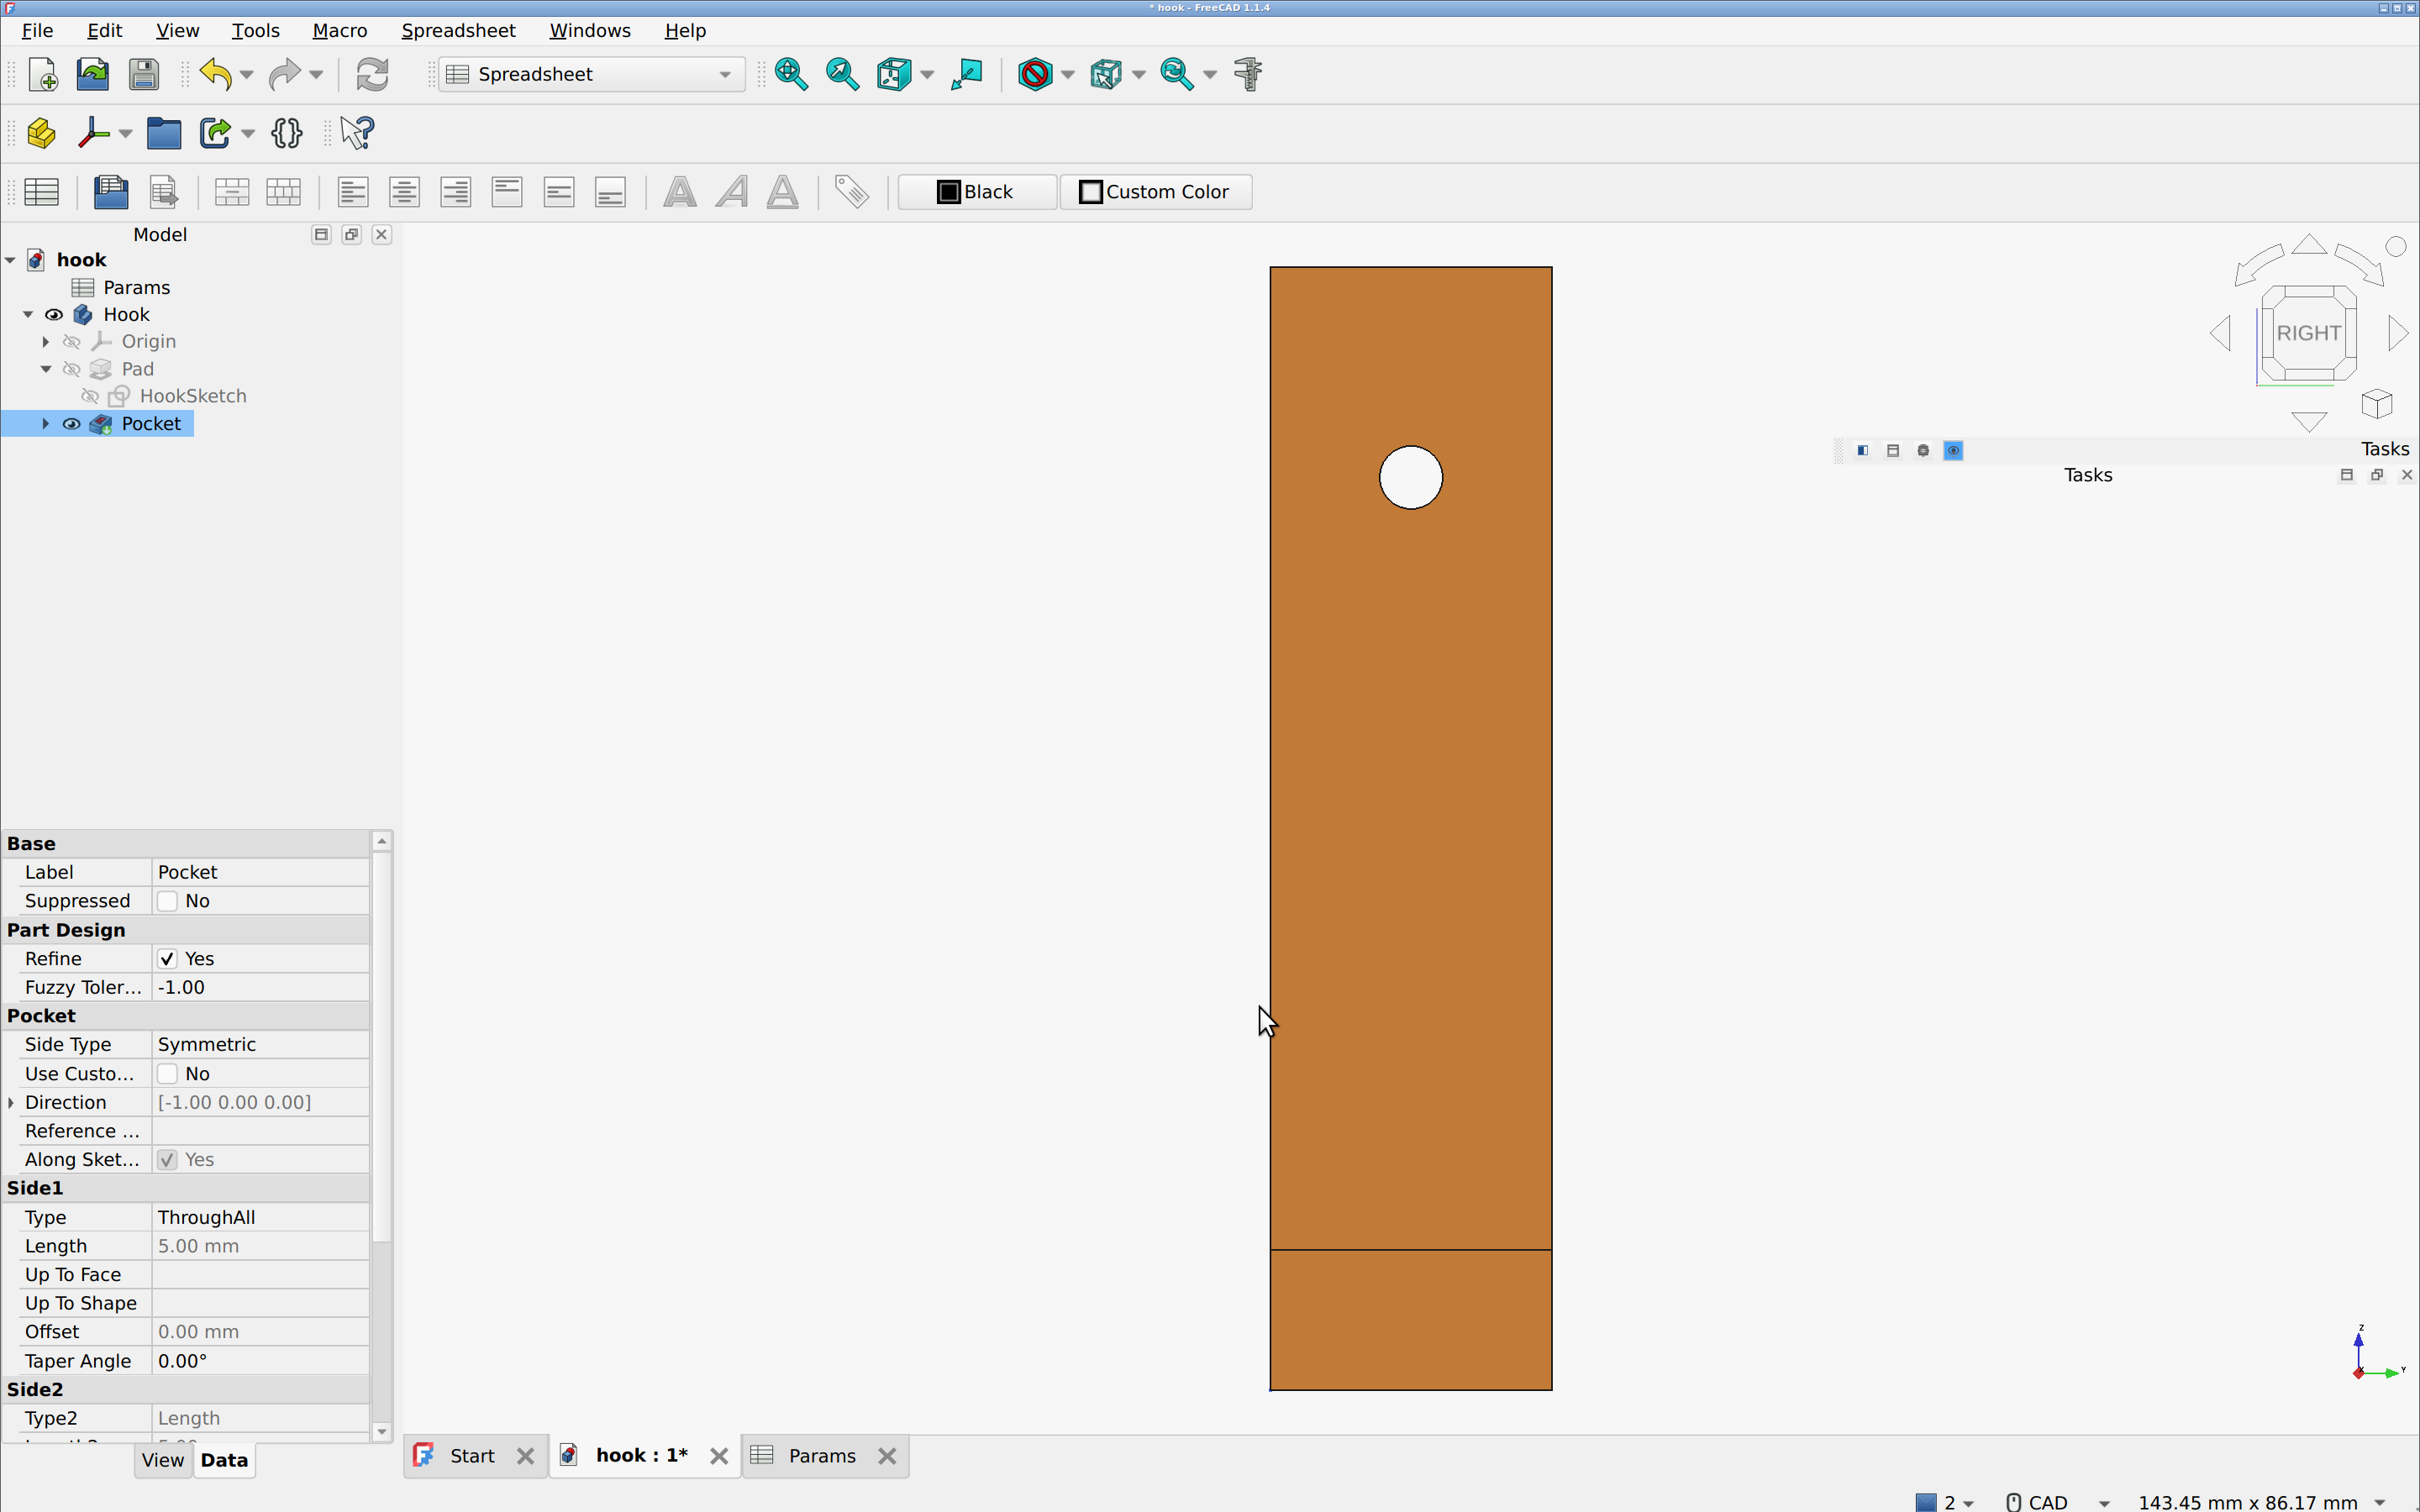 * hook - FreeCAD 1.1.4
File Edit View Tools Macro Spreadsheet Windows Help
Spreadsheet
Black Custom Color
Model
hook
Params
Hook
Origin
Pad
HookSketch
Pocket
RIGHT
Tasks
Tasks
Base
Label Pocket
Suppressed No
Part Design
Refine Yes
Fuzzy Toler... -1.00
Pocket
Side Type Symmetric
Use Custo... No
Direction [-1.00 0.00 0.00]
Reference ...
Along Sket... Yes
Side1
Type ThroughAll
Length 5.00 mm
Up To Face
Up To Shape
Offset 0.00 mm
Taper Angle 0.00°
Side2
Type2 Length
View Data
Start hook : 1* Params
Z
X Y
2 CAD 143.45 mm x 86.17 mm